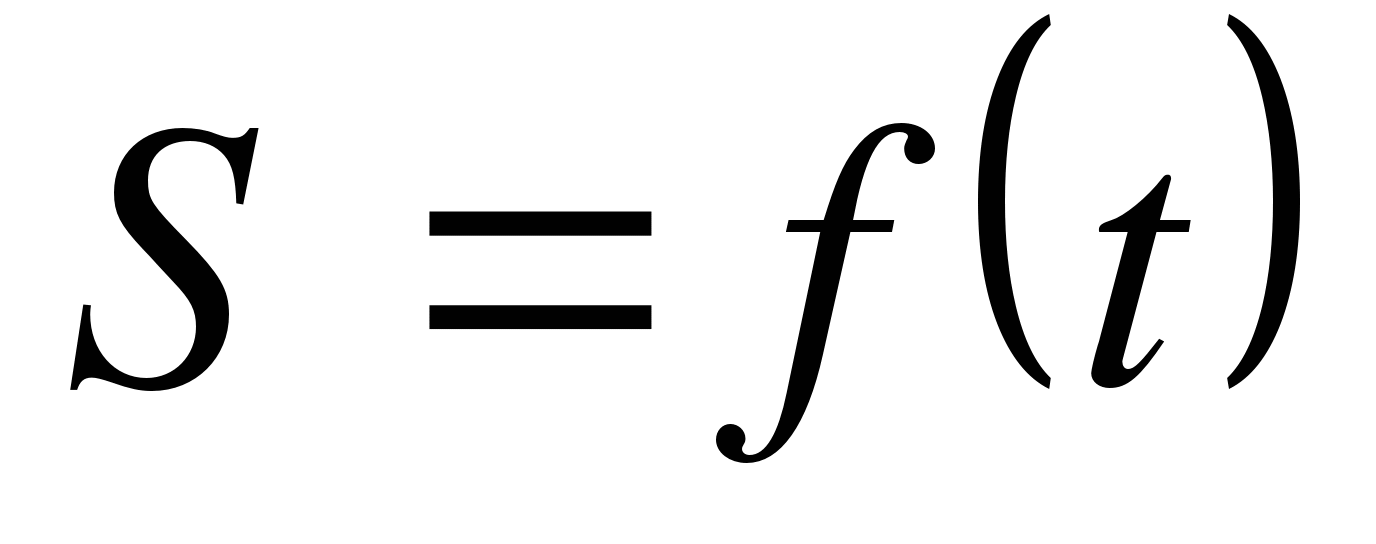 S = f(t)